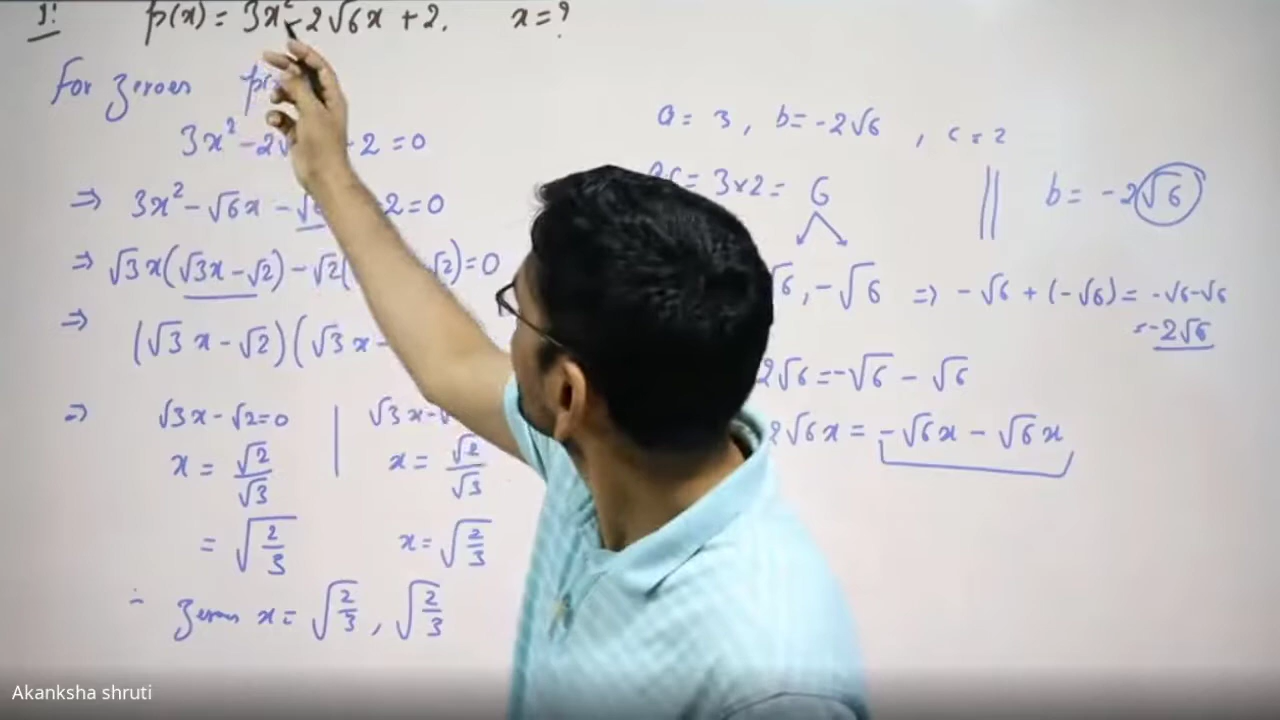 1: p(x) = 3x² - 2√6x + 2. x = ?
For zeroes
3x² - 2√ 2 = 0
⇒ 3x² - √6x - √6 2 = 0
⇒ √3x(√3x - √2) - √2( √2) = 0
⇒ (√3x - √2)(√3x -
⇒ √3x - √2 = 0 | √3x - √
x = √2/√3 x = √2/√3
= √(2/3) x = √(2/3)
∴ zeroes x = √(2/3), √(2/3)
a = 3, b = -2√6, c = 2
= 3×2 = 6 || b = -2√6
√6, -√6 ⇒ -√6 + (-√6) = -√6-√6
= -2√6
2√6 = -√6 - √6
2√6x = -√6x - √6x
Akanksha shruti